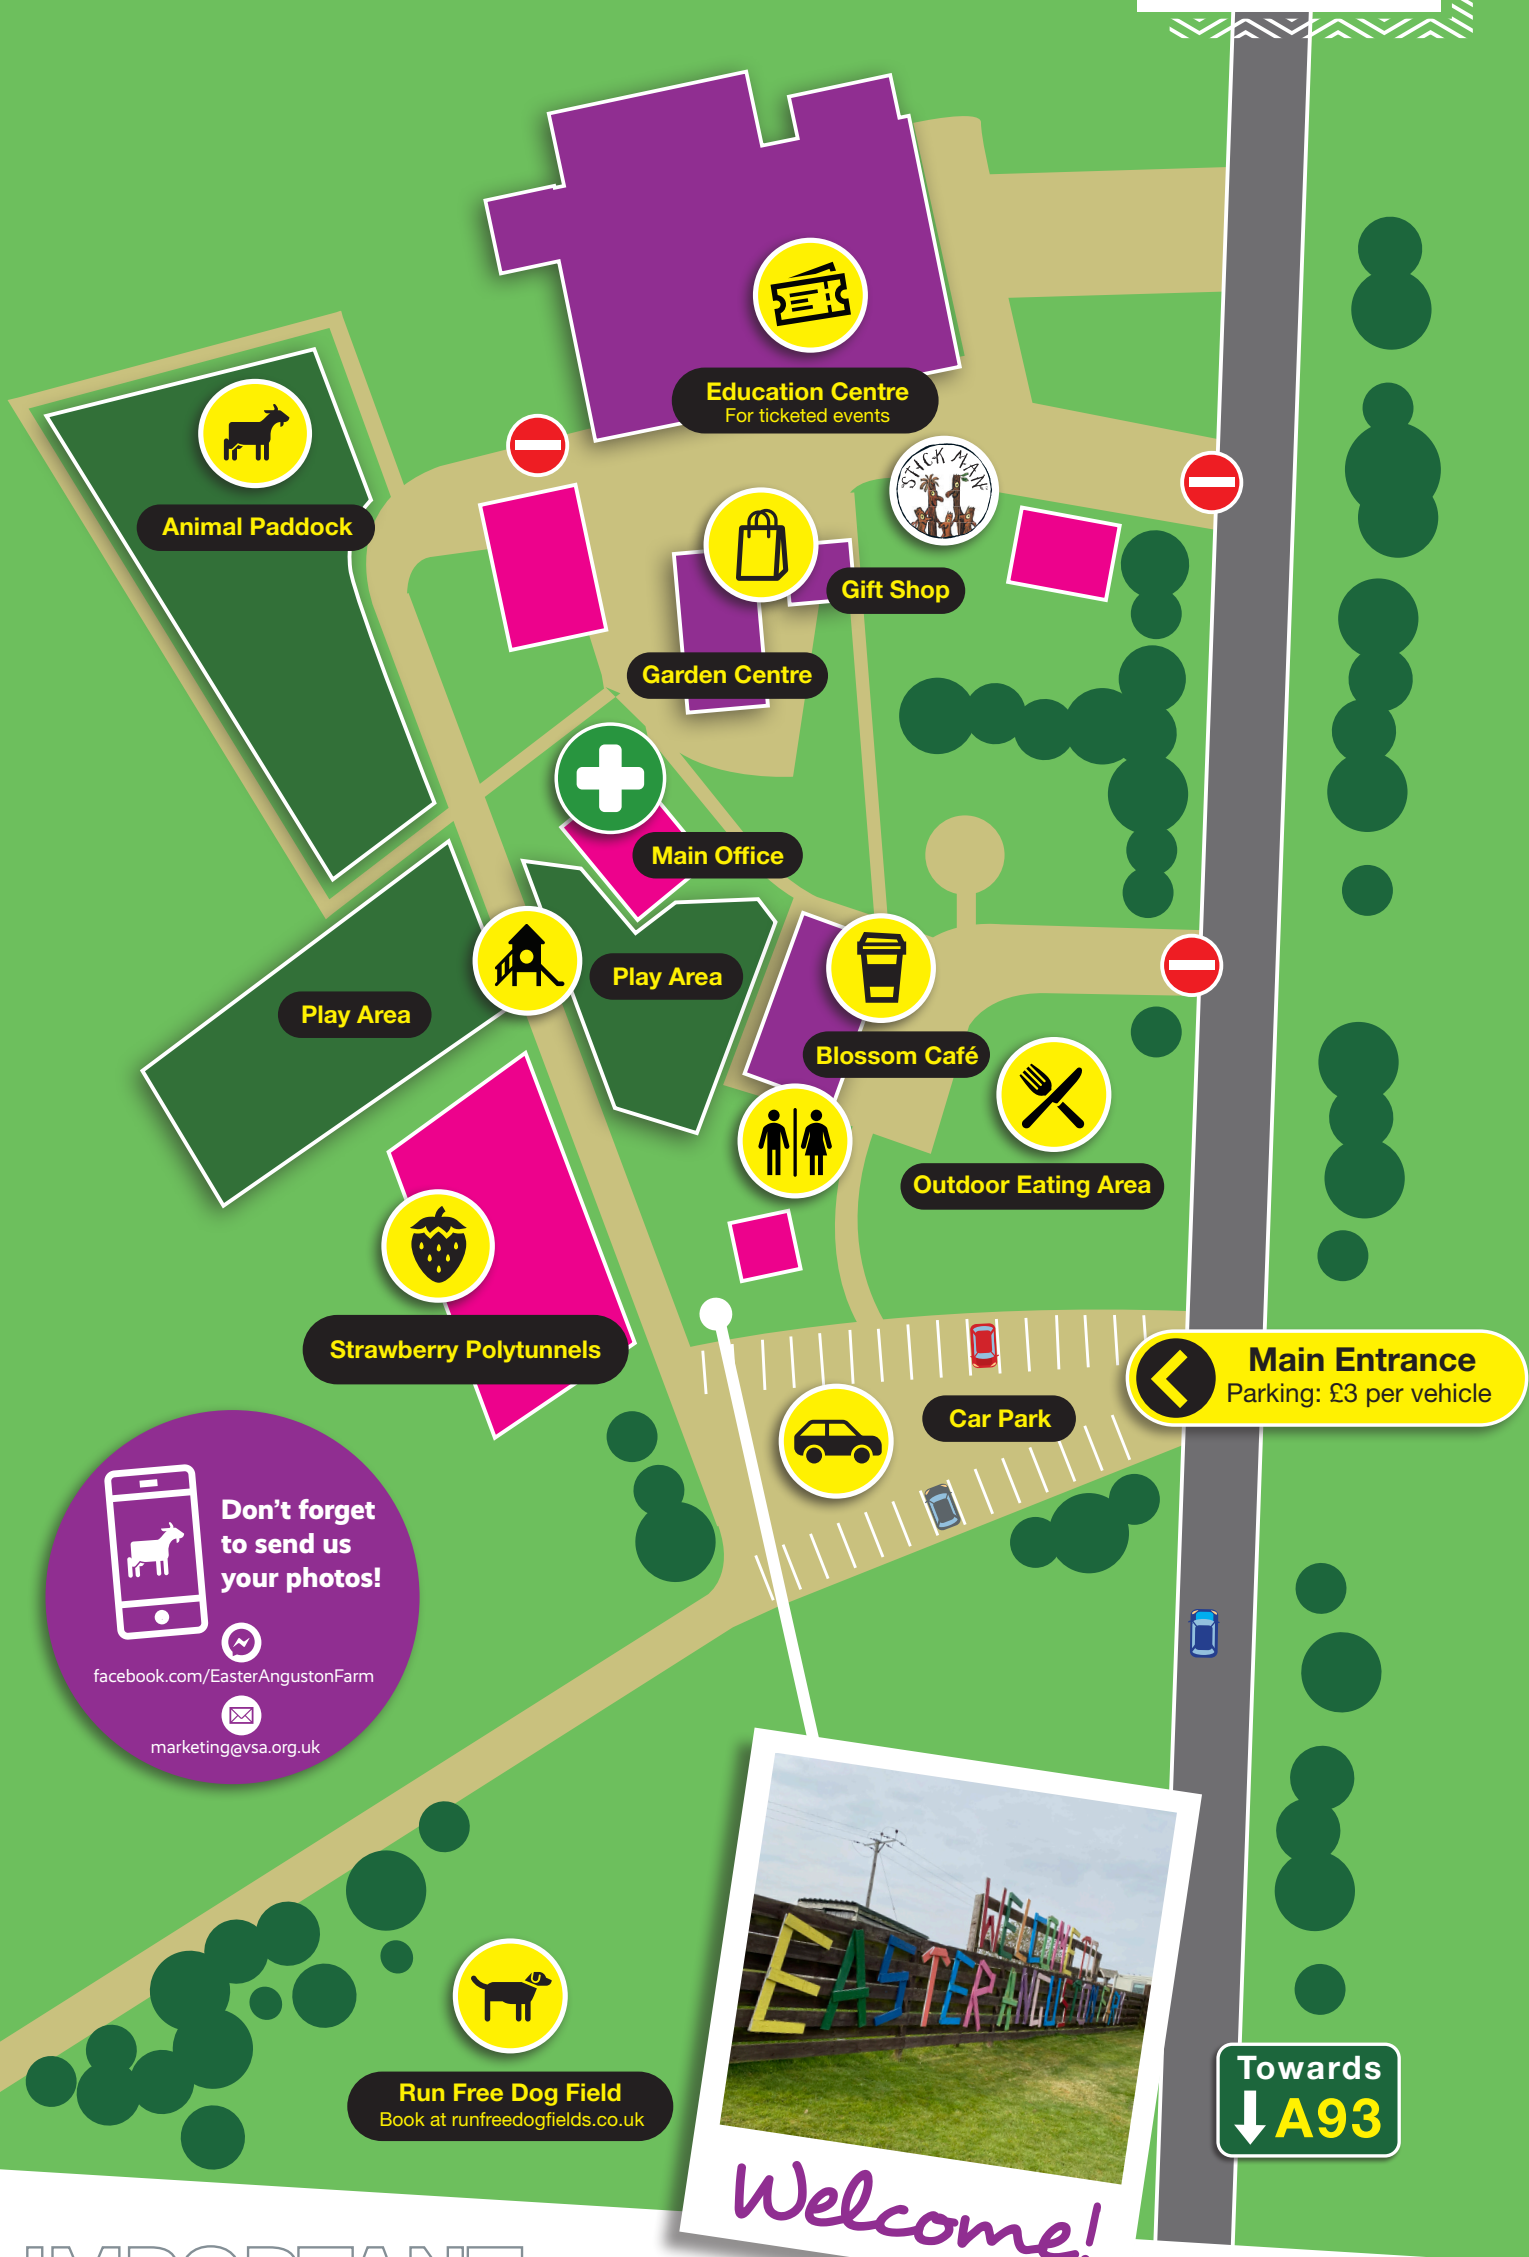 Education Centre
For ticketed events
STICK MAN
Animal Paddock
Gift Shop
Garden Centre
Main Office
Play Area
Play Area
Blossom Café
Outdoor Eating Area
Strawberry Polytunnels
Main Entrance
Parking: £3 per vehicle
Car Park
Don't forget
to send us
your photos!
facebook.com/EasterAngustonFarm
marketing@vsa.org.uk
WELCOME TO
EASTER ANGUSTON FARM
Run Free Dog Field
Book at runfreedogfields.co.uk
Towards
A93
Welcome!
IMPORTANT